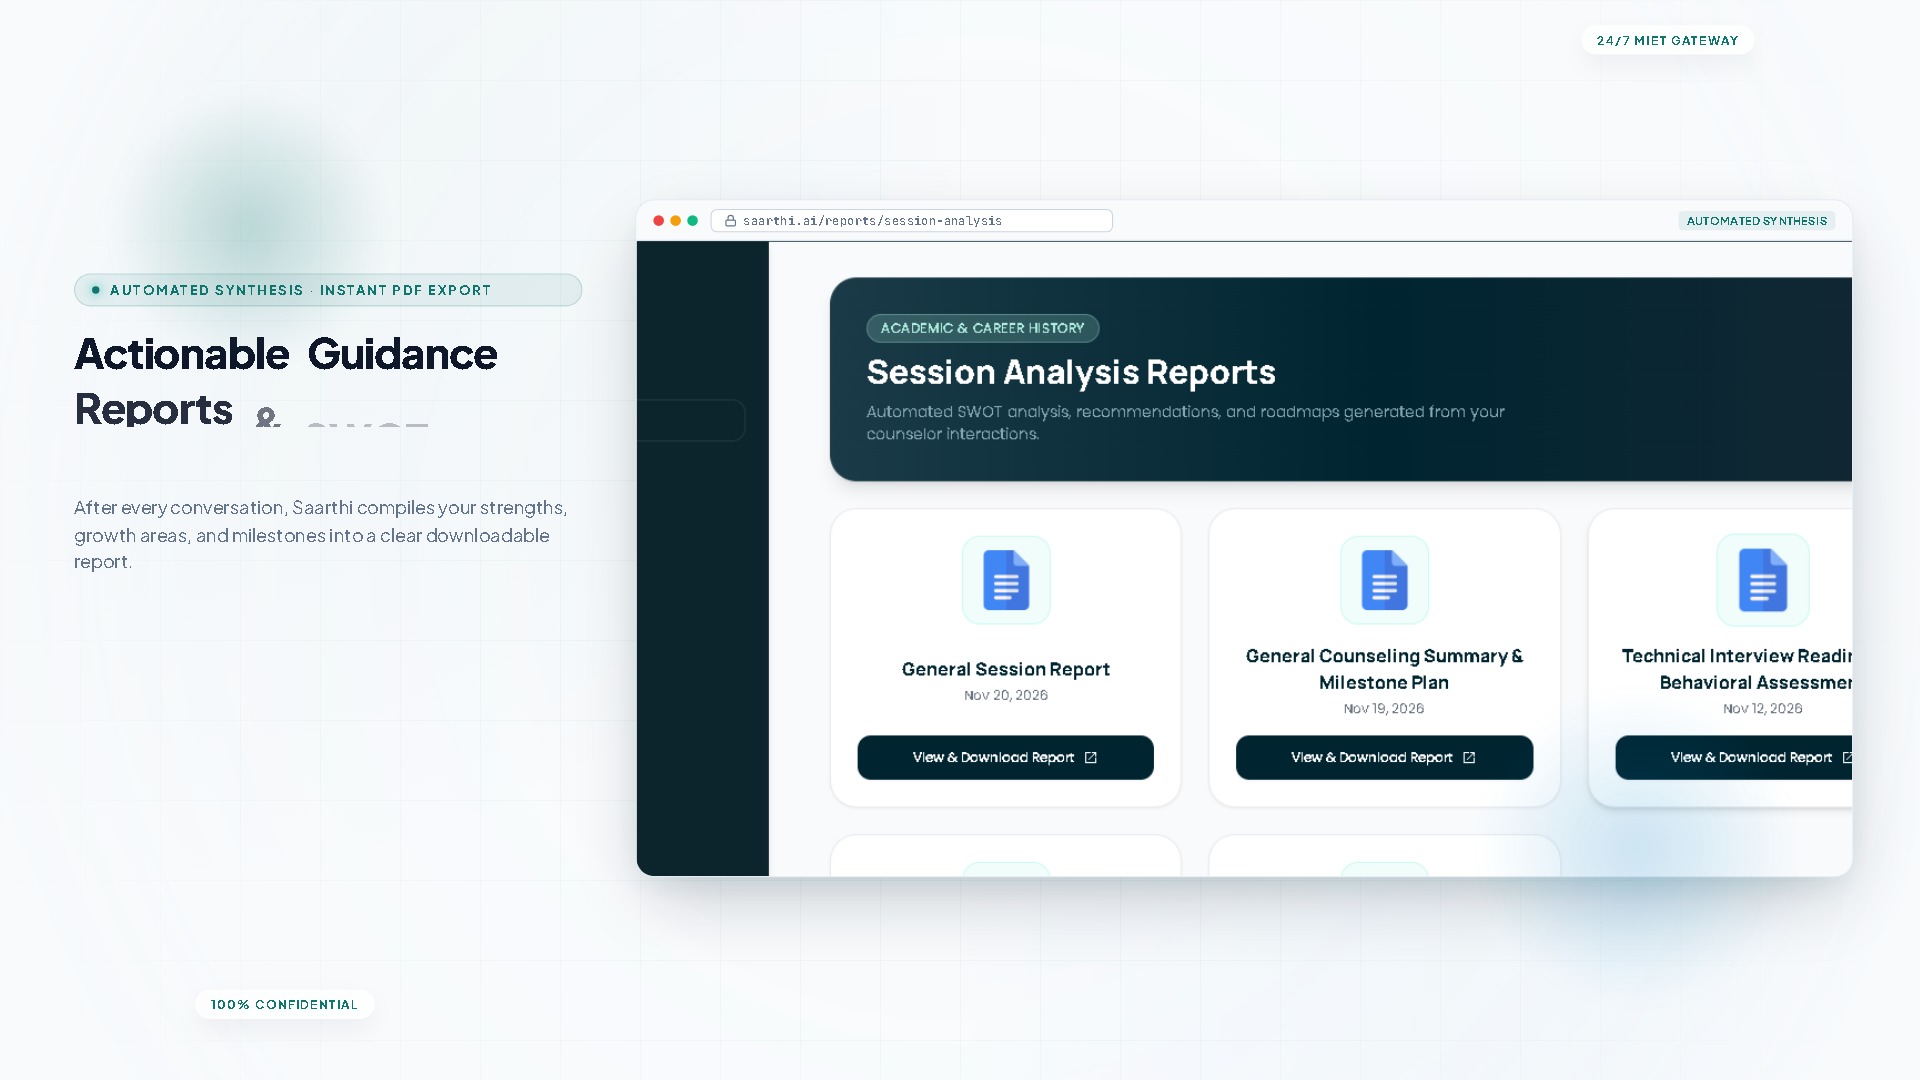 24/7 MIET GATEWAY
AUTOMATED SYNTHESIS · INSTANT PDF EXPORT
Actionable Guidance
Reports &
After every conversation, Saarthi compiles your strengths,
growth areas, and milestones into a clear downloadable
report.
100% CONFIDENTIAL
saarthi.ai/reports/session-analysis
AUTOMATED SYNTHESIS
ACADEMIC & CAREER HISTORY
Session Analysis Reports
Automated SWOT analysis, recommendations, and roadmaps generated from your
counselor interactions.
General Session Report
Nov 20, 2026
View & Download Report
General Counseling Summary &
Milestone Plan
Nov 19, 2026
View & Download Report
Technical Interview
Behavioral
Nov 12, 2026
View & Download Report